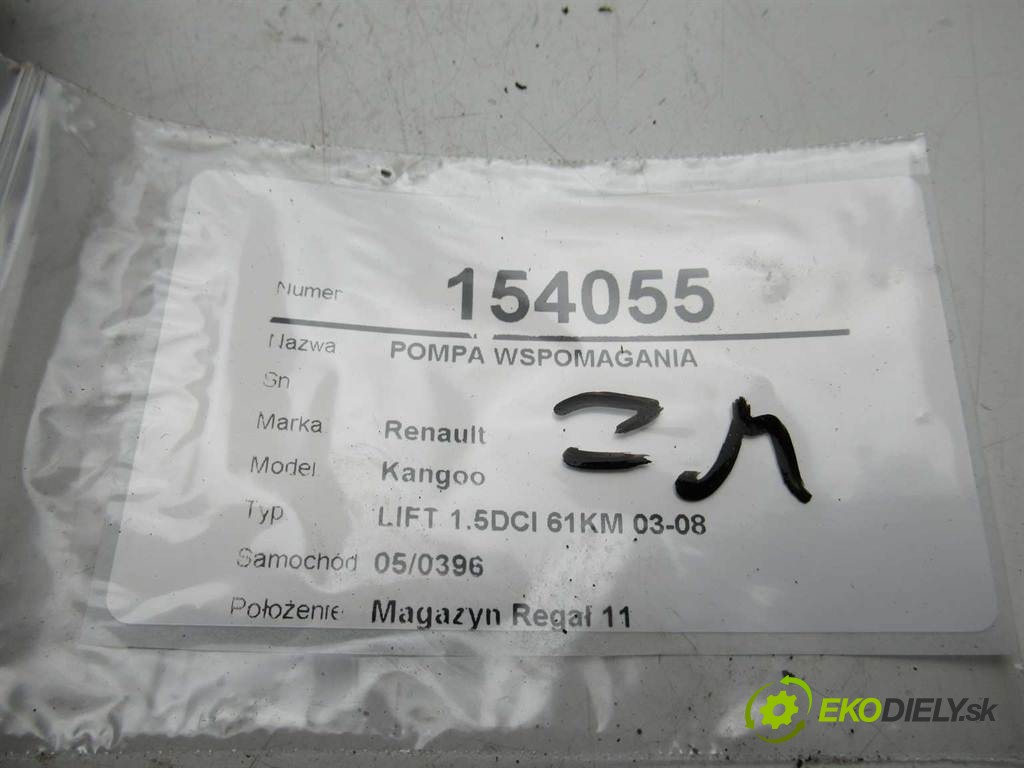 Numer 154055
Nazwa POMPA WSPOMAGANIA
Sn
Marka Renault
Model Kangoo
Typ LIFT 1.5DCI 61KM 03-08
Samochód 05/0396
Położenie Magazyn Regał 11
EKODIELY.sk